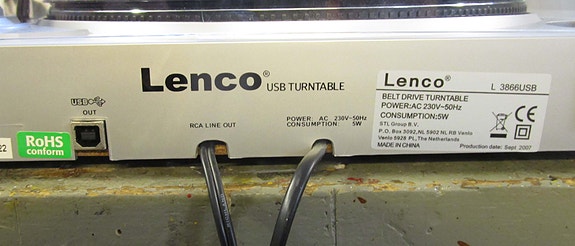 Lenco® USB TURNTABLE
USB
OUT
RCA LINE OUT
POWER: AC 230V~50Hz
CONSUMPTION: 5W
22
RoHS
conform
Lenco® L 3866USB
BELT DRIVE TURNTABLE
POWER:AC 230V~50Hz
CONSUMPTION:5W
STL Group B.V.
P.O. Box 3092,NL 5902 NL RB Venlo
Venlo 5928 PL,The Netherlands
MADE IN CHINA
Production date: Sept. 2007
CE